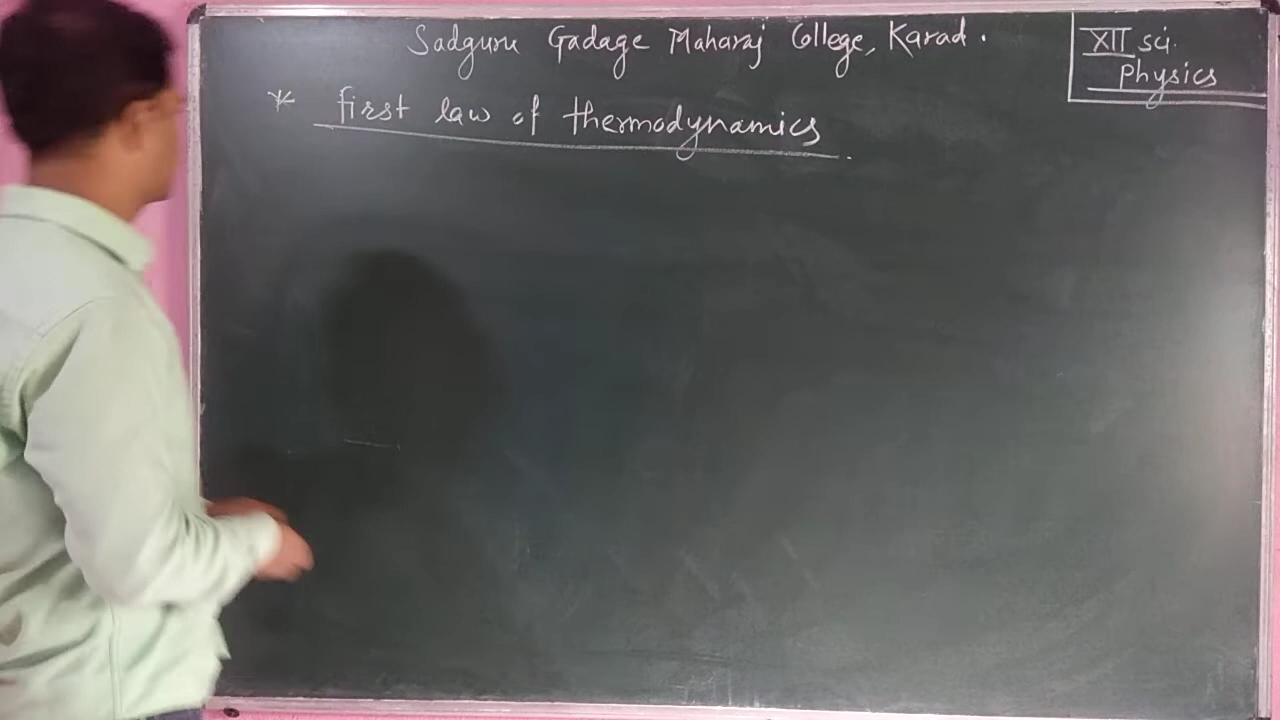 Sadguru Gadage Maharaj College, Karad.
XII sci.
Physics
* first law of thermodynamics.